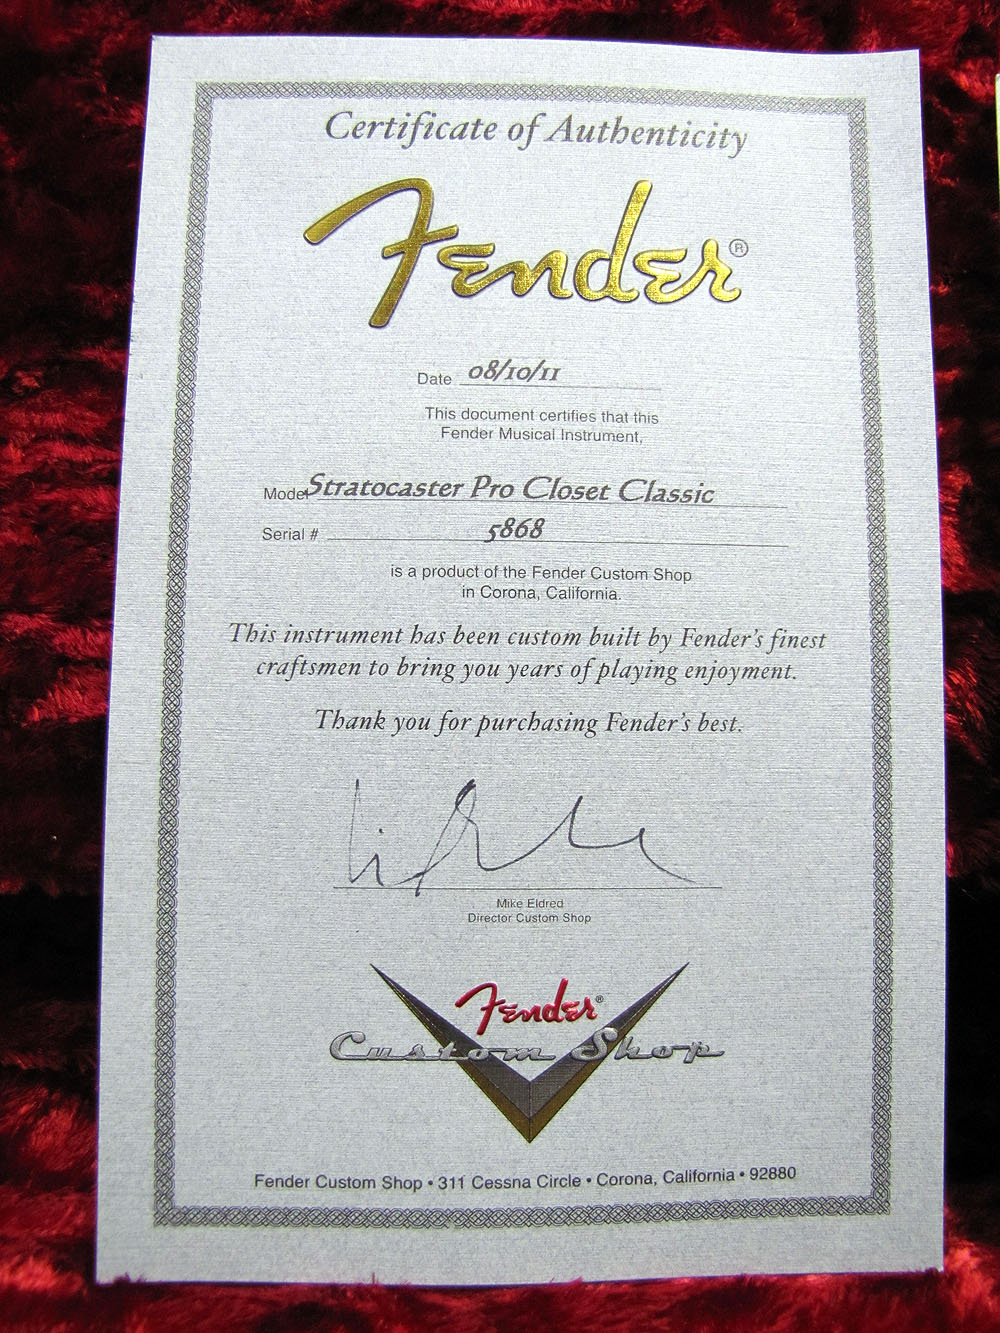 Certificate of Authenticity
Fender®
Date 08/10/11
This document certifies that this
Fender Musical Instrument,
Model Stratocaster Pro Closet Classic
Serial # 5868
is a product of the Fender Custom Shop
in Corona, California.
This instrument has been custom built by Fender's finest
craftsmen to bring you years of playing enjoyment.
Thank you for purchasing Fender's best.
Mike Eldred
Director Custom Shop
Fender®
Custom Shop
Fender Custom Shop • 311 Cessna Circle • Corona, California • 92880